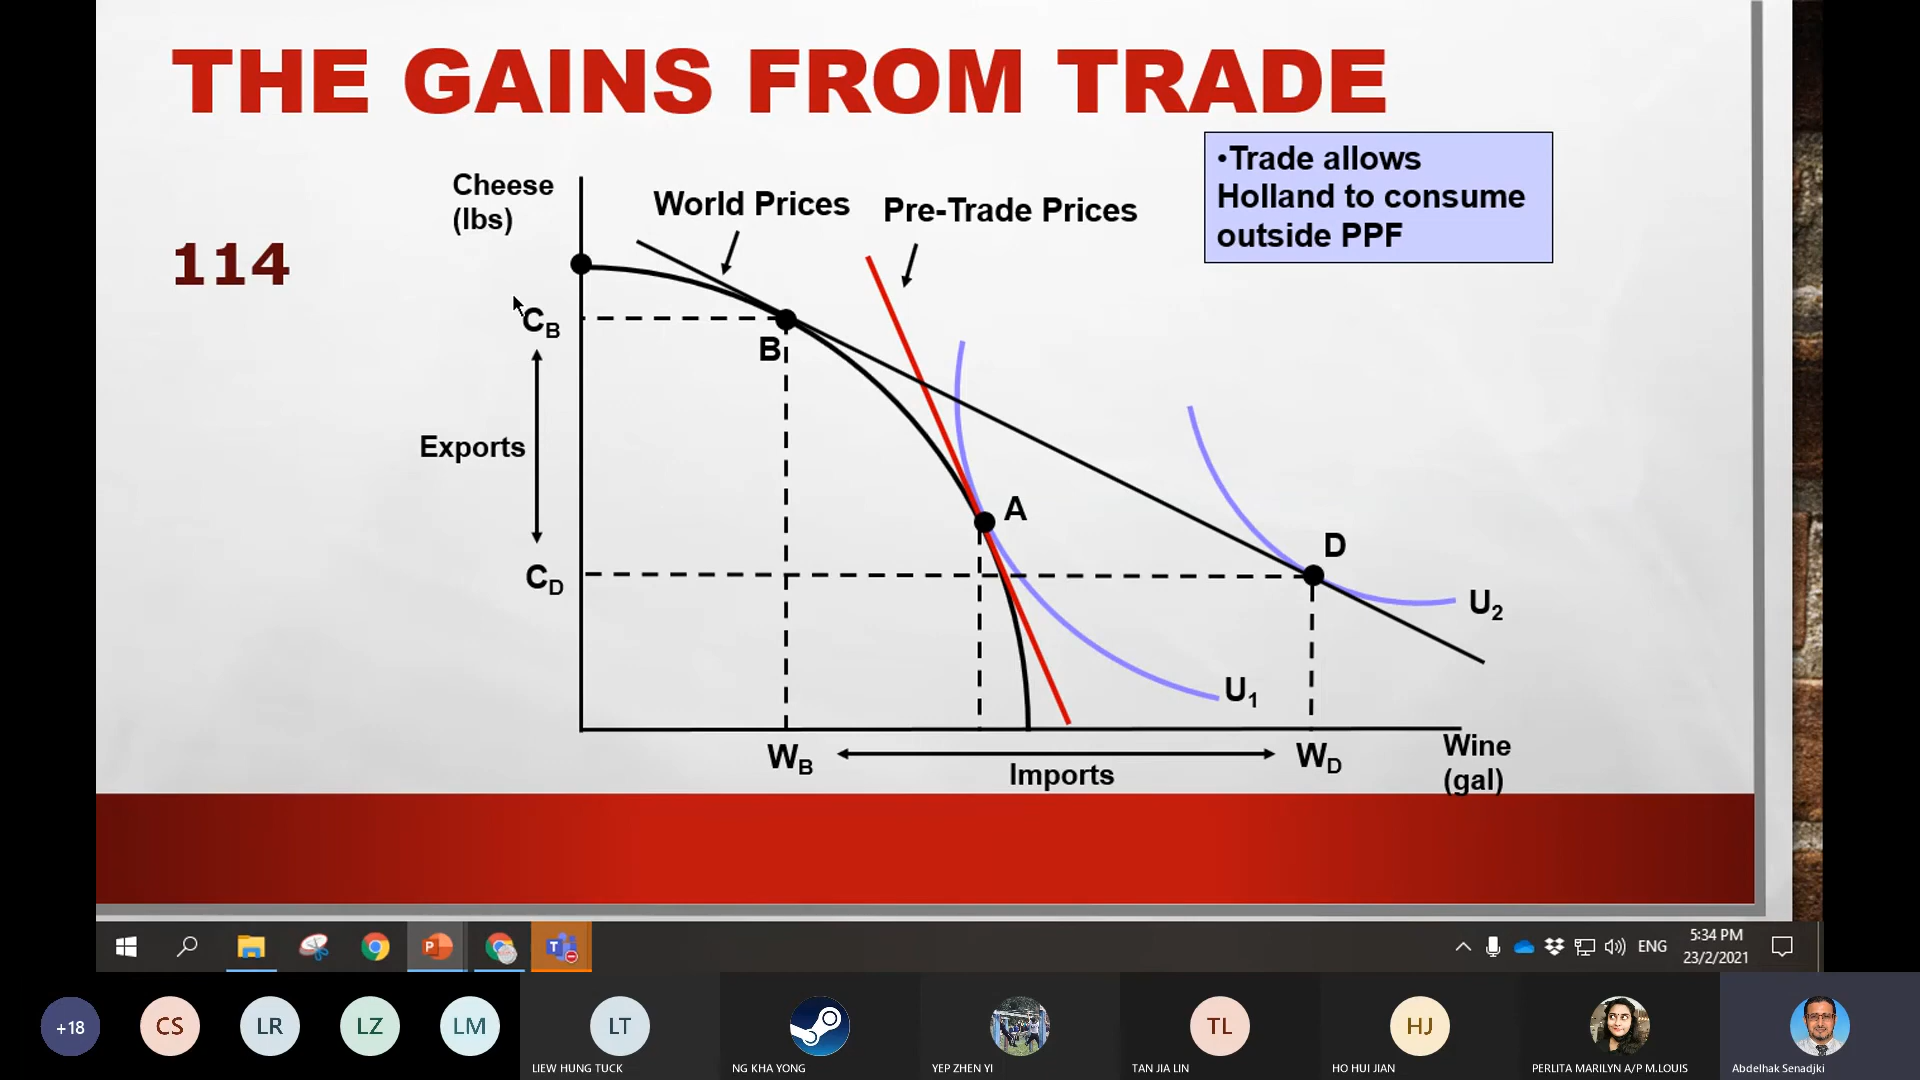 THE GAINS FROM TRADE
•Trade allows
Holland to consume
outside PPF
Cheese
(lbs)
World Prices
Pre-Trade Prices
114
CB
B
Exports
A
D
CD
U2
U1
WB
WD
Imports
Wine
(gal)
ENG
5:34 PM
23/2/2021
+18
CS
LR
LZ
LM
LT
TL
HJ
LIEW HUNG TUCK
NG KHA YONG
YEP ZHEN YI
TAN JIA LIN
HO HUI JIAN
PERLITA MARILYN A/P M.LOUIS
Abdelhak Senadjki